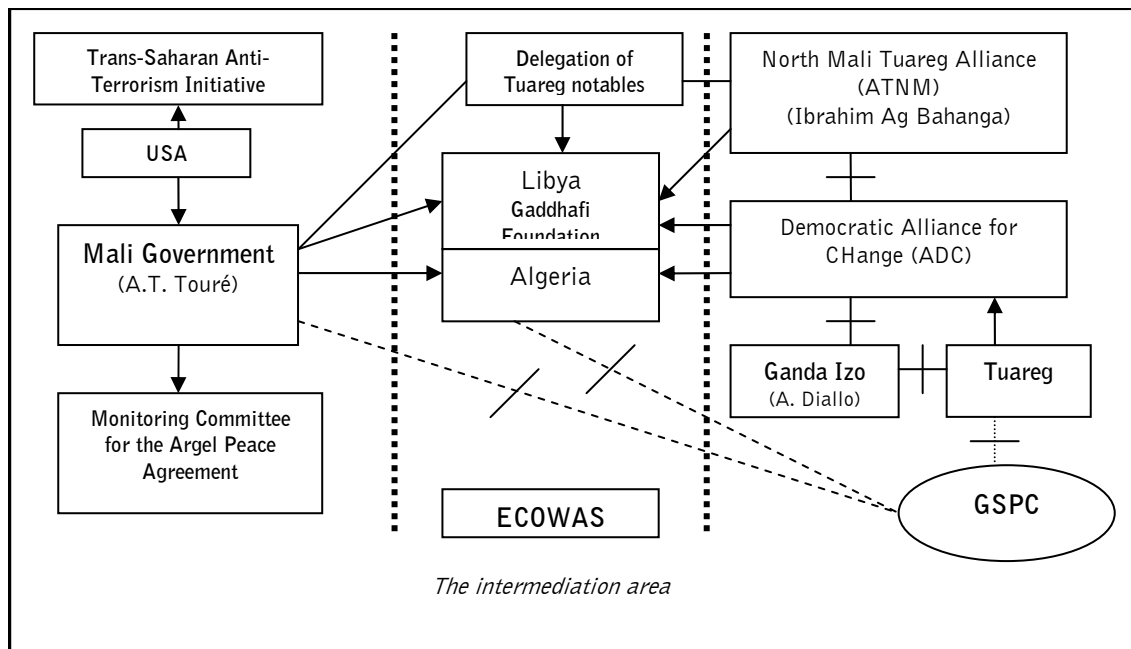 Trans-Saharan Anti-
Terrorism Initiative
USA
Mali Government
(A.T. Touré)
Monitoring Committee
for the Argel Peace
Agreement
Delegation of
Tuareg notables
Libya
Gaddhafi
Foundation
Algeria
ECOWAS
The intermediation area
North Mali Tuareg Alliance
(ATNM)
(Ibrahim Ag Bahanga)
Democratic Alliance for
CHange (ADC)
Ganda Izo
(A. Diallo)
Tuareg
GSPC